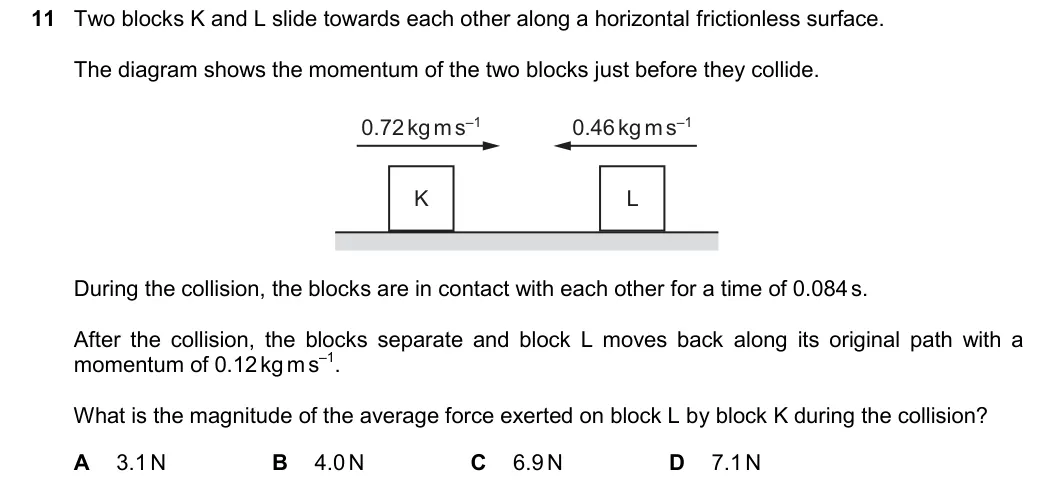 11 Two blocks K and L slide towards each other along a horizontal frictionless surface.
The diagram shows the momentum of the two blocks just before they collide.
0.72 kg m s⁻¹ 0.46 kg m s⁻¹
K L
During the collision, the blocks are in contact with each other for a time of 0.084 s.
After the collision, the blocks separate and block L moves back along its original path with a
momentum of 0.12 kg m s⁻¹.
What is the magnitude of the average force exerted on block L by block K during the collision?
A 3.1 N B 4.0 N C 6.9 N D 7.1 N